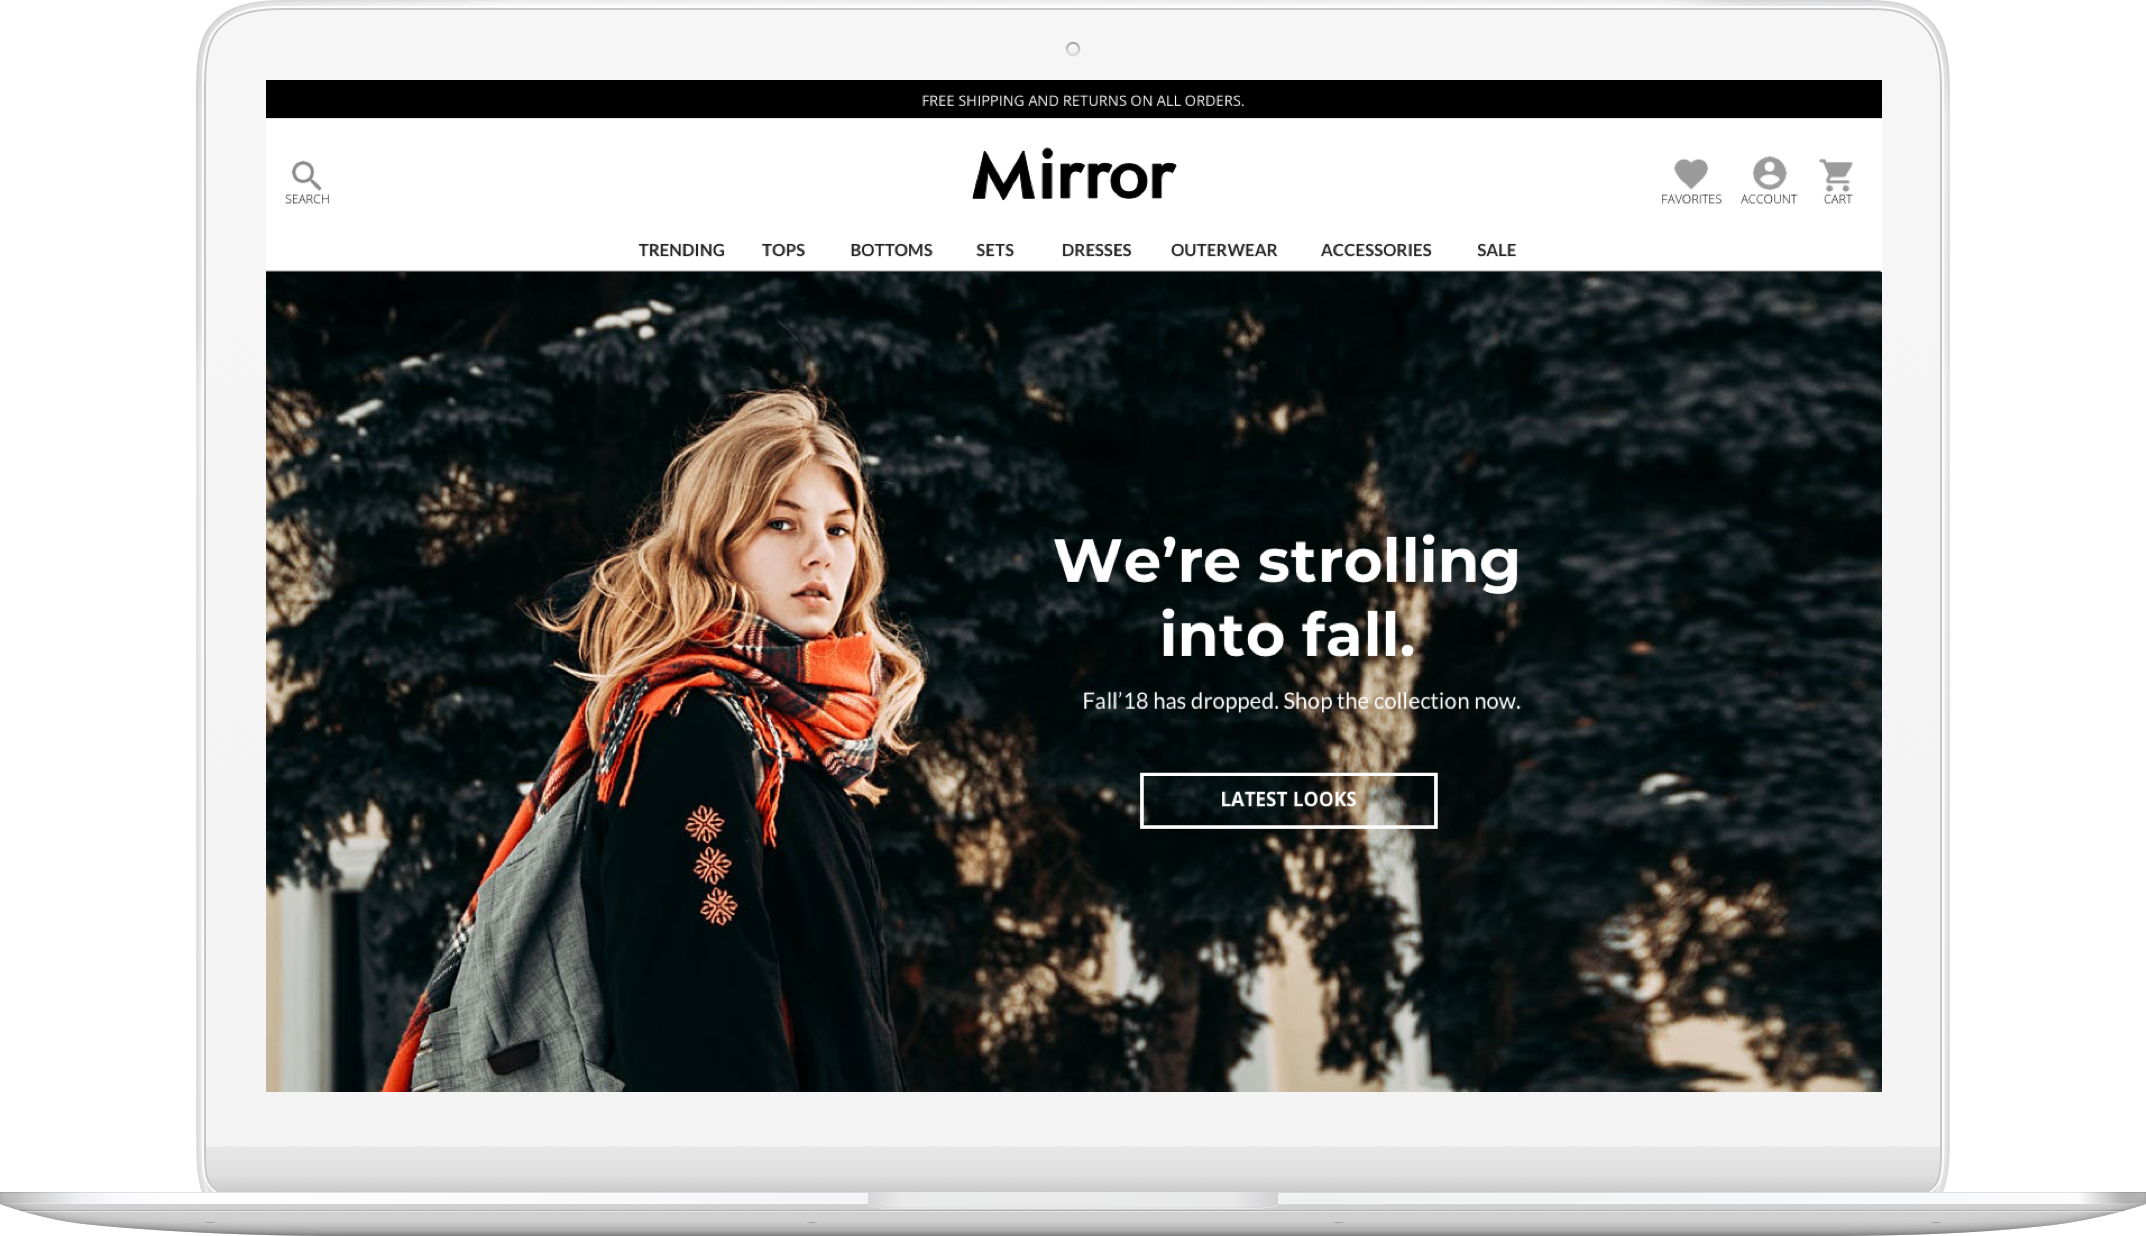 FREE SHIPPING AND RETURNS ON ALL ORDERS.
Mirror
SEARCH
FAVORITES ACCOUNT CART
TRENDING TOPS BOTTOMS SETS DRESSES OUTERWEAR ACCESSORIES SALE
We’re strolling
into fall.
Fall’18 has dropped. Shop the collection now.
LATEST LOOKS